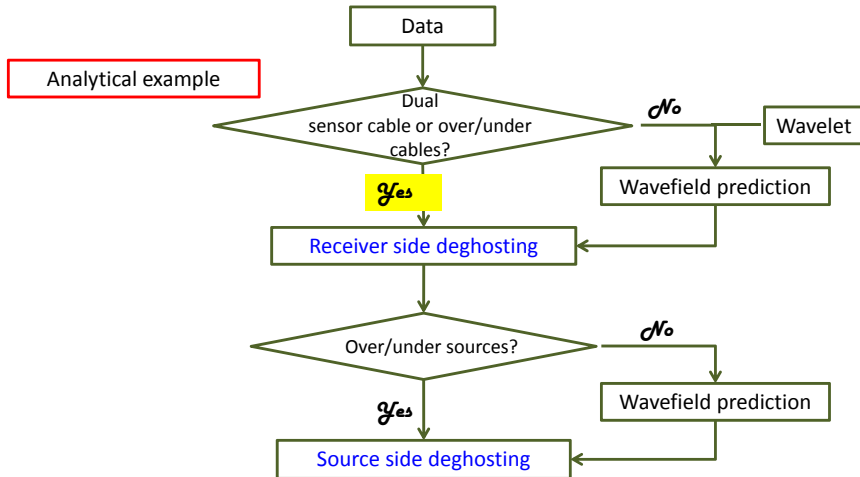 Data
Analytical example
Dual
sensor cable or over/under
cables?
No
Wavelet
Yes
Wavefield prediction
Receiver side deghosting
Over/under sources?
No
Yes
Wavefield prediction
Source side deghosting